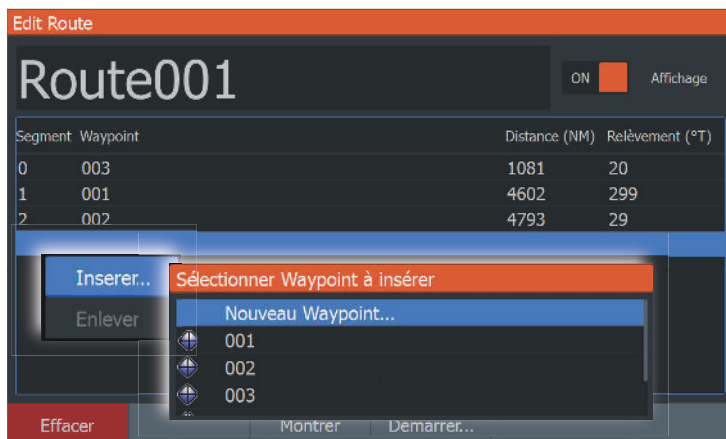 Edit Route
Route001
ON
Affichage
Segment Waypoint Distance (NM) Relèvement (°T)
0 003 1081 20
1 001 4602 299
2 002 4793 29
Inserer...
Enlever
Sélectionner Waypoint à insérer
Nouveau Waypoint...
001
002
003
Effacer Montrer Démarrer...